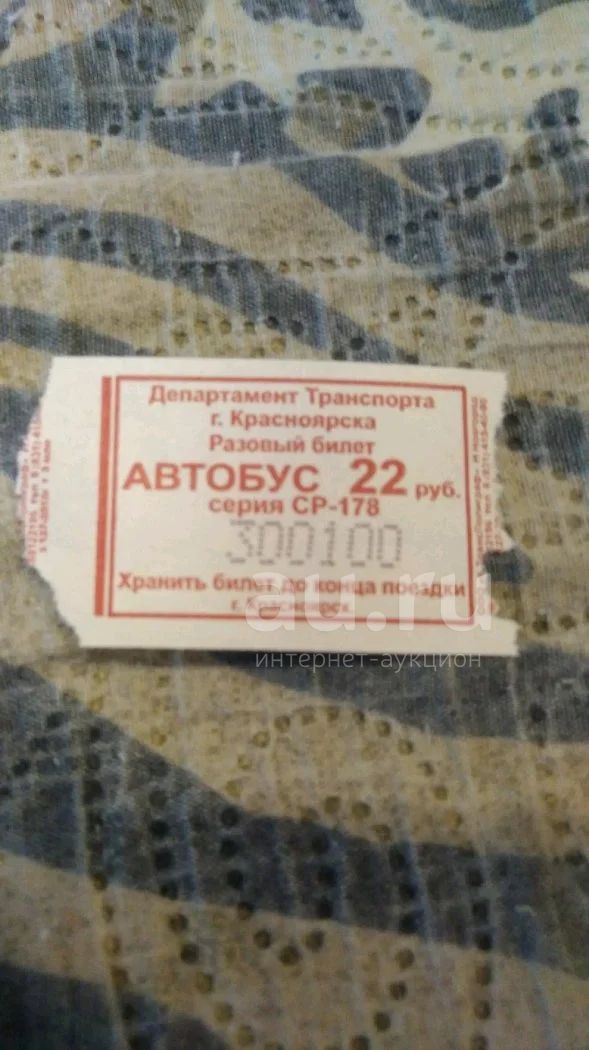 Департамент Транспорта
г. Красноярска
Разовый билет
АВТОБУС 22 руб.
серия СР-178
300100
Хранить билет до конца поездки
г. Красноярск
au.ru
интернет-аукцион